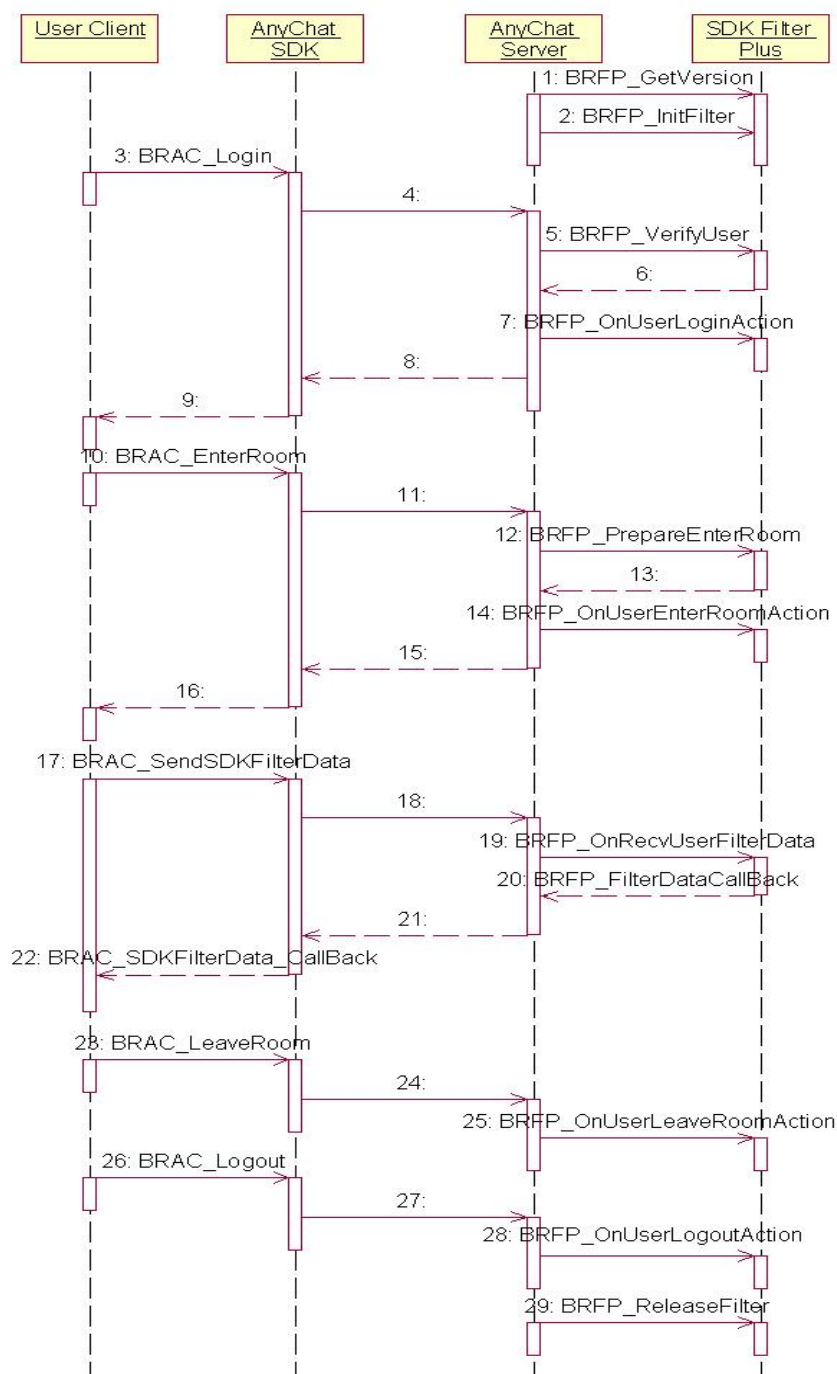 User Client
AnyChat
SDK
AnyChat
Server
SDK Filter
Plus
1: BRFP_GetVersion
2: BRFP_InitFilter
3: BRAC_Login
4:
5: BRFP_VerifyUser
6:
7: BRFP_OnUserLoginAction
8:
9:
10: BRAC_EnterRoom
11:
12: BRFP_PrepareEnterRoom
13:
14: BRFP_OnUserEnterRoomAction
15:
16:
17: BRAC_SendSDKFilterData
18:
19: BRFP_OnRecvUserFilterData
20: BRFP_FilterDataCallBack
21:
22: BRAC_SDKFilterData_CallBack
23: BRAC_LeaveRoom
24:
25: BRFP_OnUserLeaveRoomAction
26: BRAC_Logout
27:
28: BRFP_OnUserLogoutAction
29: BRFP_ReleaseFilter